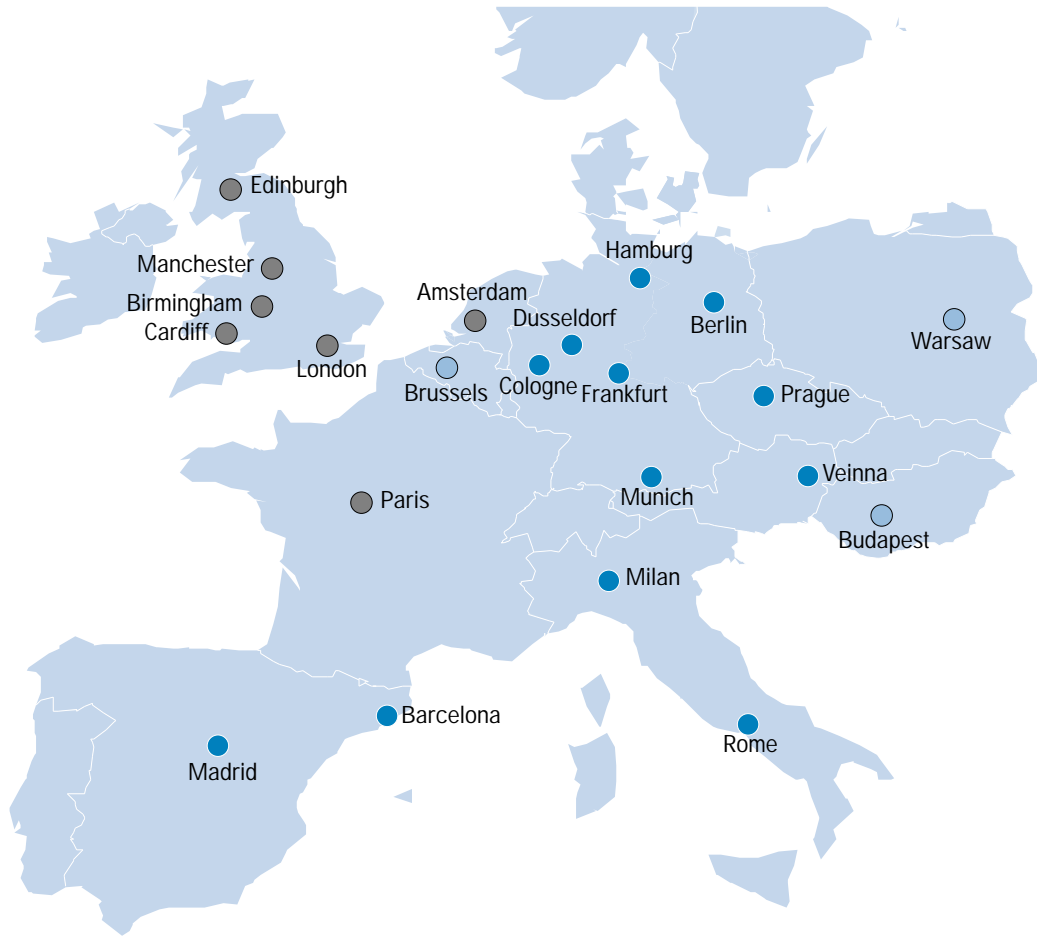 Edinburgh
Hamburg
Manchester
Amsterdam
Birmingham
Dusseldorf
Berlin
Cardiff
Warsaw
London
Cologne
Brussels
Frankfurt
Prague
Veinna
Munich
Paris
Budapest
Milan
Barcelona
Rome
Madrid